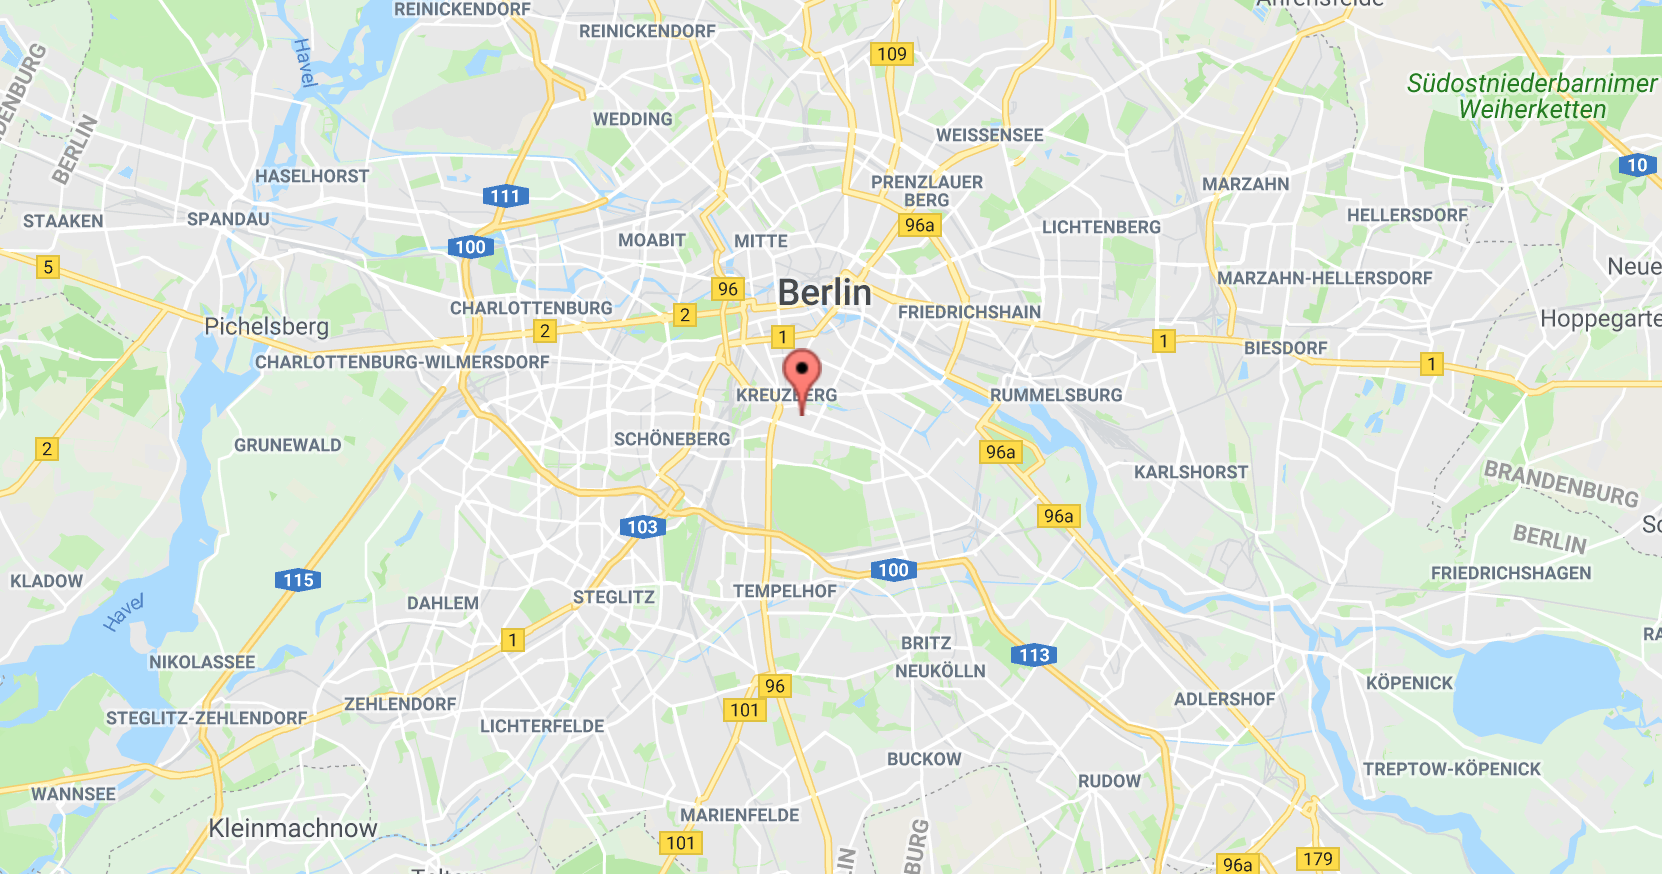 REINICKENDORF
Ahrensfelde
REINICKENDORF
Havel
109
Südostniederbarnimer
Weiherketten
BERLIN
WEDDING
WEISSENSEE
10
HASELHORST
111
PRENZLAUER
BERG
MARZAHN
STAAKEN
SPANDAU
HELLERSDORF
96a
LICHTENBERG
100
MOABIT
MITTE
5
Neue
MARZAHN-HELLERSDORF
96
Berlin
CHARLOTTENBURG
2
FRIEDRICHSHAIN
Hoppegarte
Pichelsberg
2
1
1
BIESDORF
CHARLOTTENBURG-WILMERSDORF
1
KREUZBERG
RUMMELSBURG
GRUNEWALD
2
SCHÖNEBERG
96a
KARLSHORST
BRANDENBURG
BERLIN
96a
103
Sc
100
FRIEDRICHSHAGEN
KLADOW
115
Havel
DAHLEM
STEGLITZ
TEMPELHOF
1
BRITZ
NEUKÖLLN
113
RA
NIKOLASSEE
KÖPENICK
96
101
ADLERSHOF
ZEHLENDORF
STEGLITZ-ZEHLENDORF
LICHTERFELDE
BUCKOW
TREPTOW-KÖPENICK
RUDOW
WANNSEE
MARIENFELDE
Kleinmachnow
101
179
96a